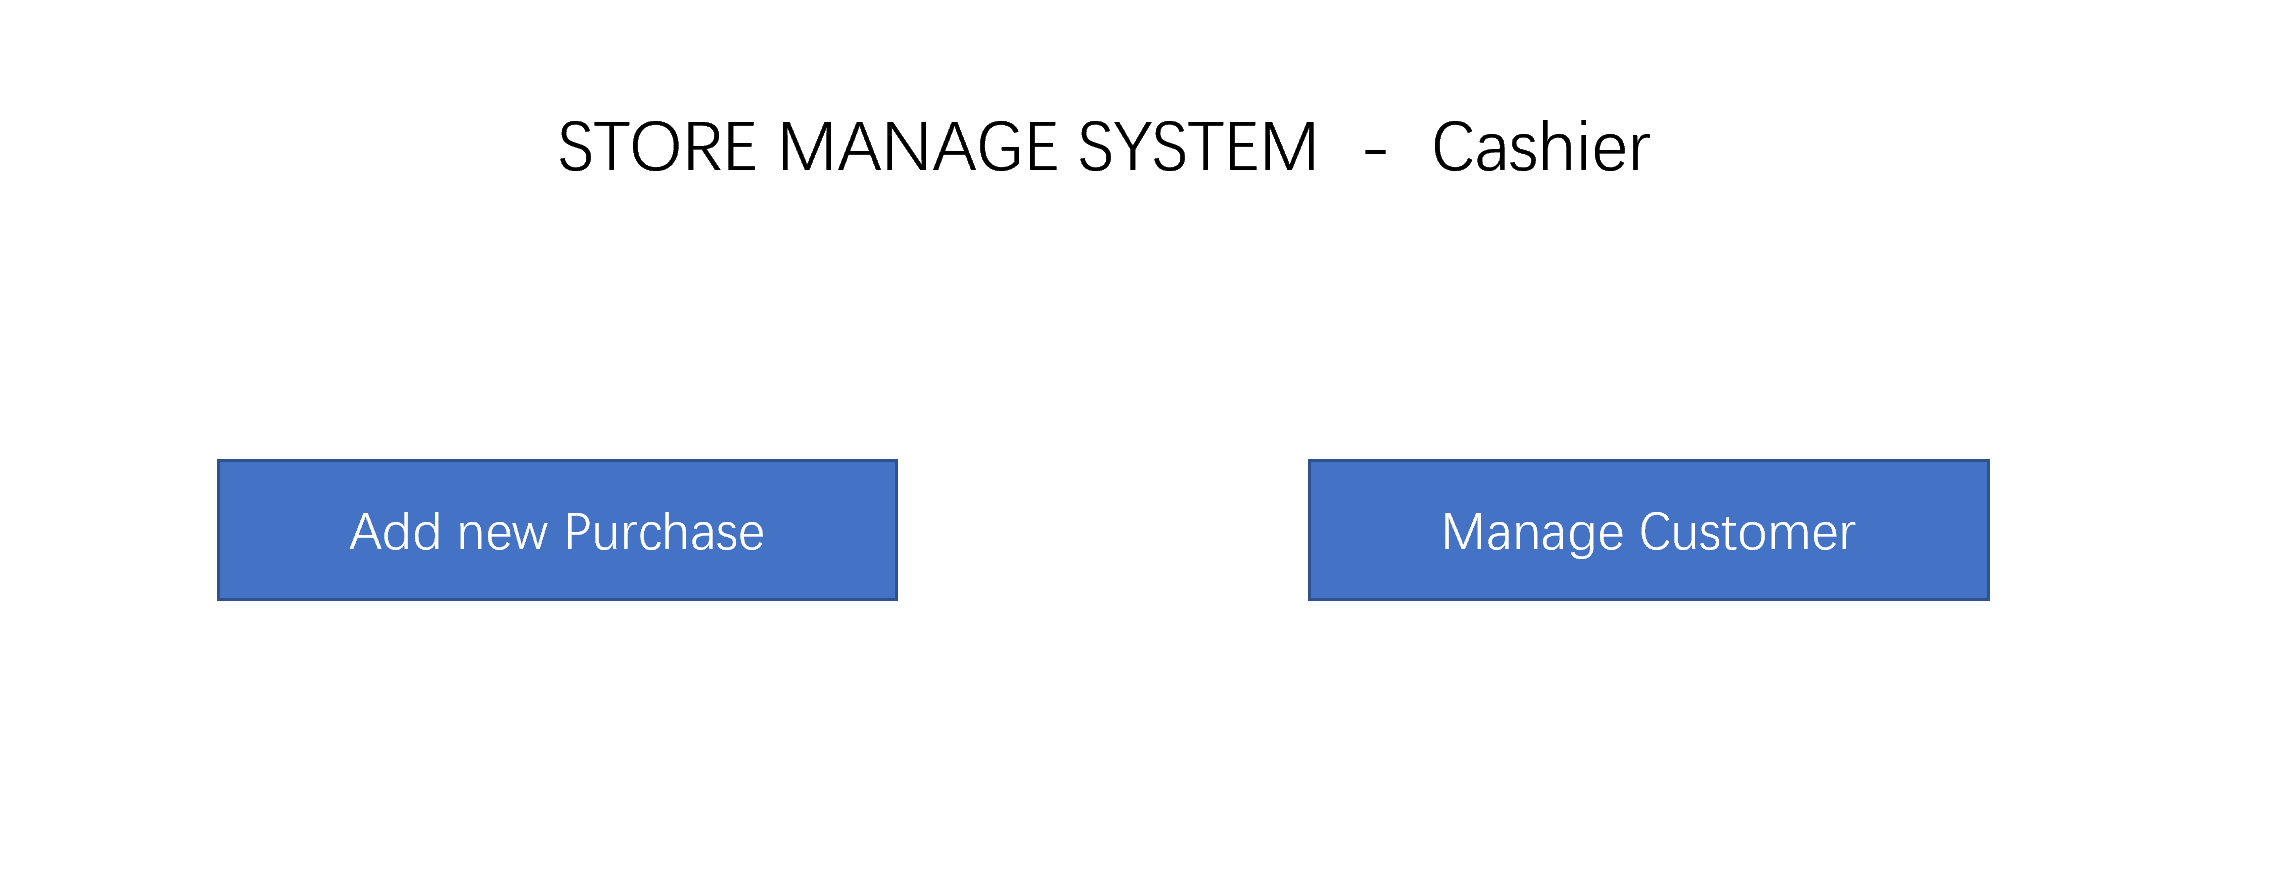 STORE MANAGE SYSTEM - Cashier
Add new Purchase
Manage Customer